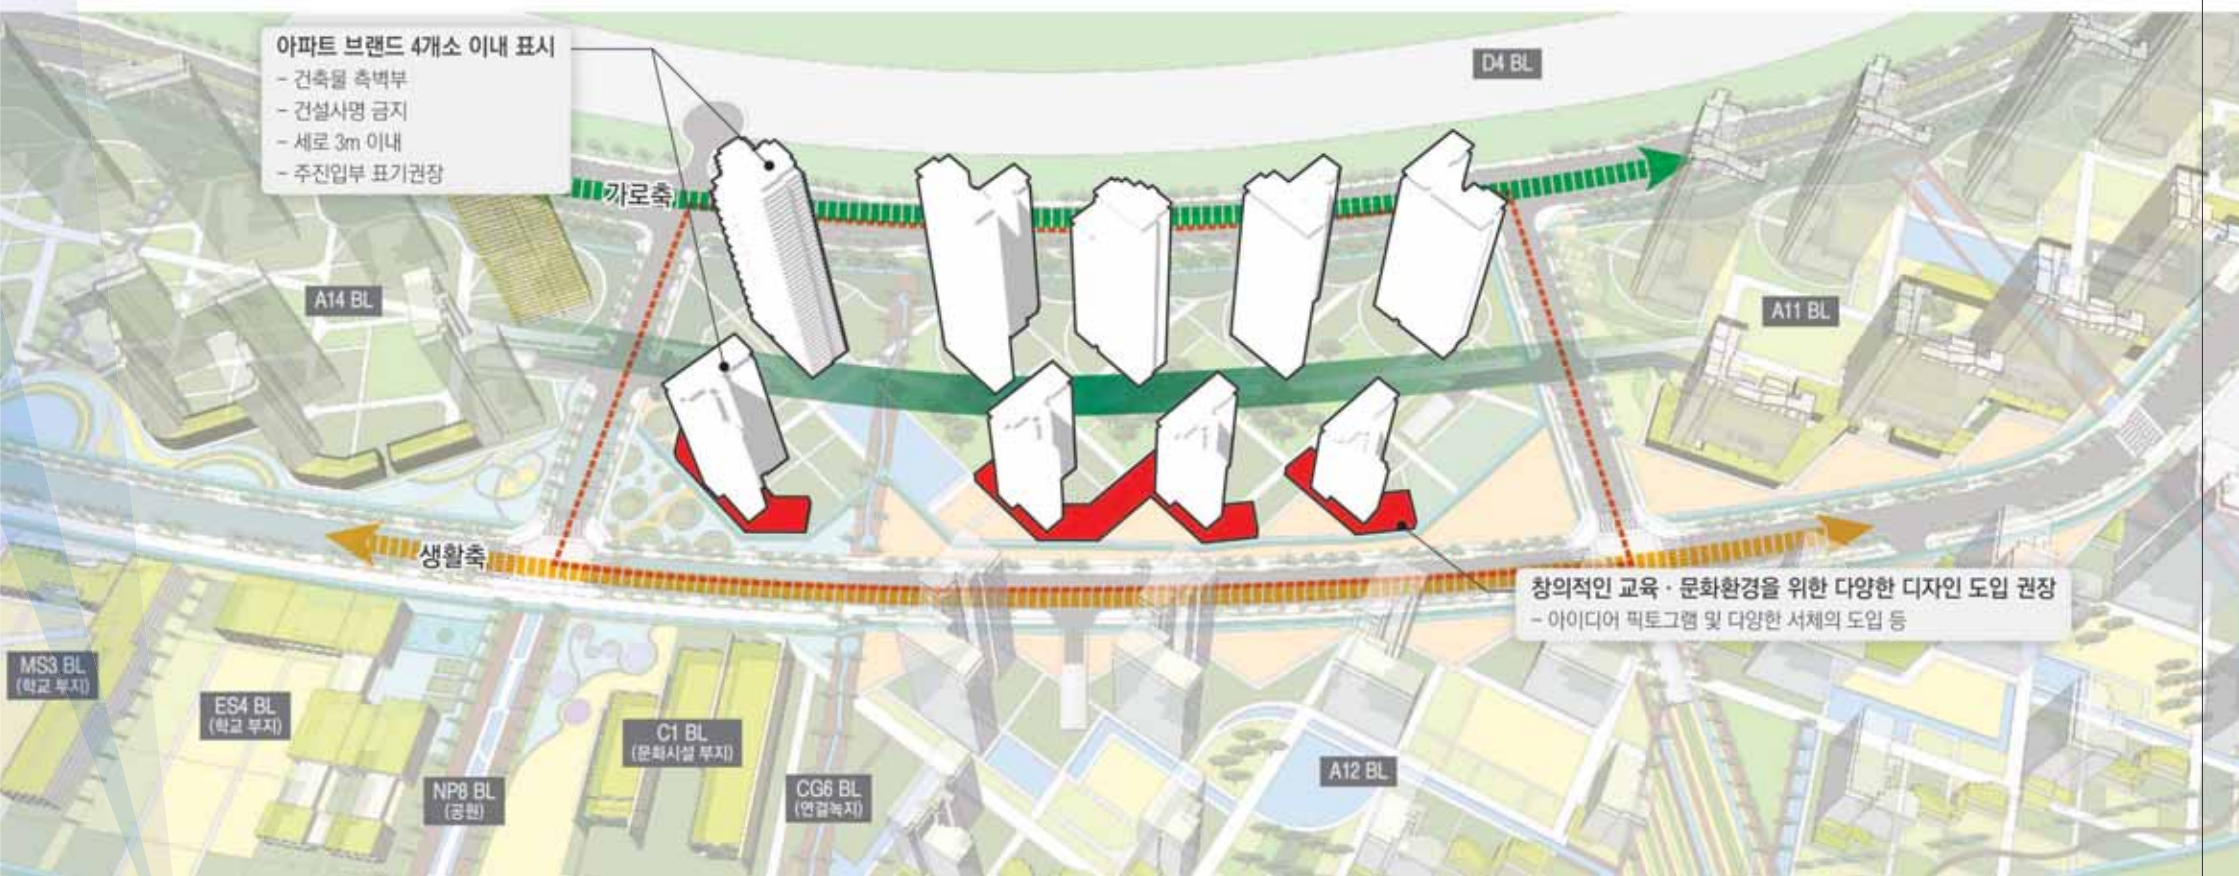 아파트 브랜드 4개소 이내 표시
- 건축물 측벽부
- 건설사명 금지
- 세로 3m 이내
- 주진입부 표기권장
D4 BL
가로축
A14 BL
A11 BL
생활축
창의적인 교육 · 문화환경을 위한 다양한 디자인 도입 권장
- 아이디어 픽토그램 및 다양한 서체의 도입 등
MS3 BL
(학교 부지)
ES4 BL
(학교 부지)
C1 BL
(문화시설 부지)
NP8 BL
(공원)
CG6 BL
(연결녹지)
A12 BL